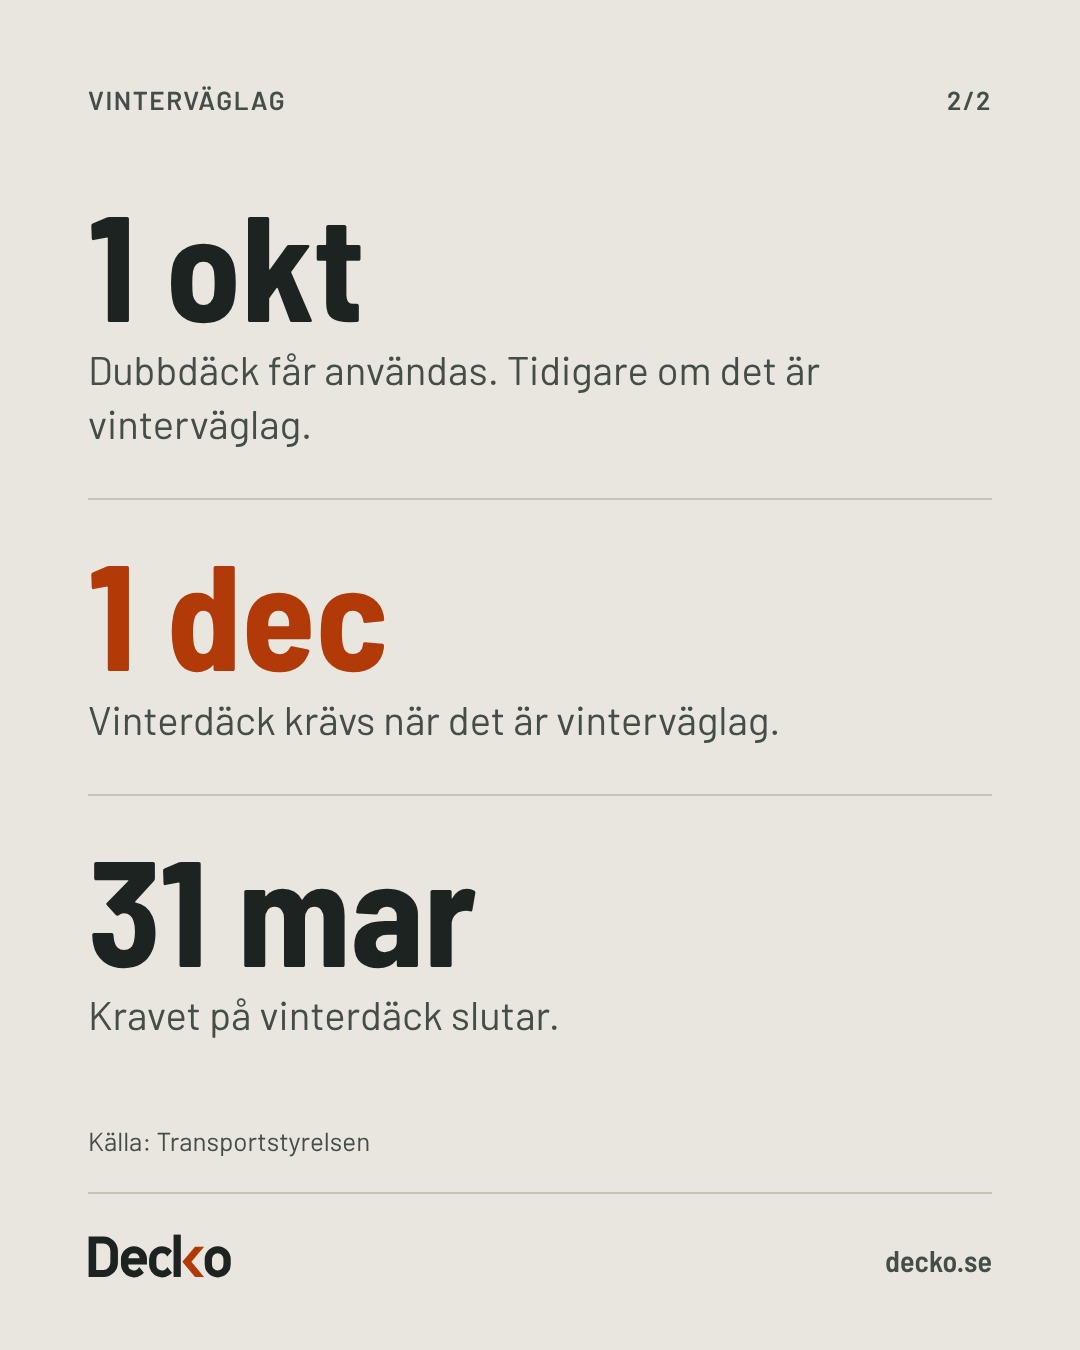 VINTERVÄGLAG
2/2
1 okt
Dubbdäck får användas. Tidigare om det är
vinterväglag.
1 dec
Vinterdäck krävs när det är vinterväglag.
31 mar
Kravet på vinterdäck slutar.
Källa: Transportstyrelsen
Decko
decko.se